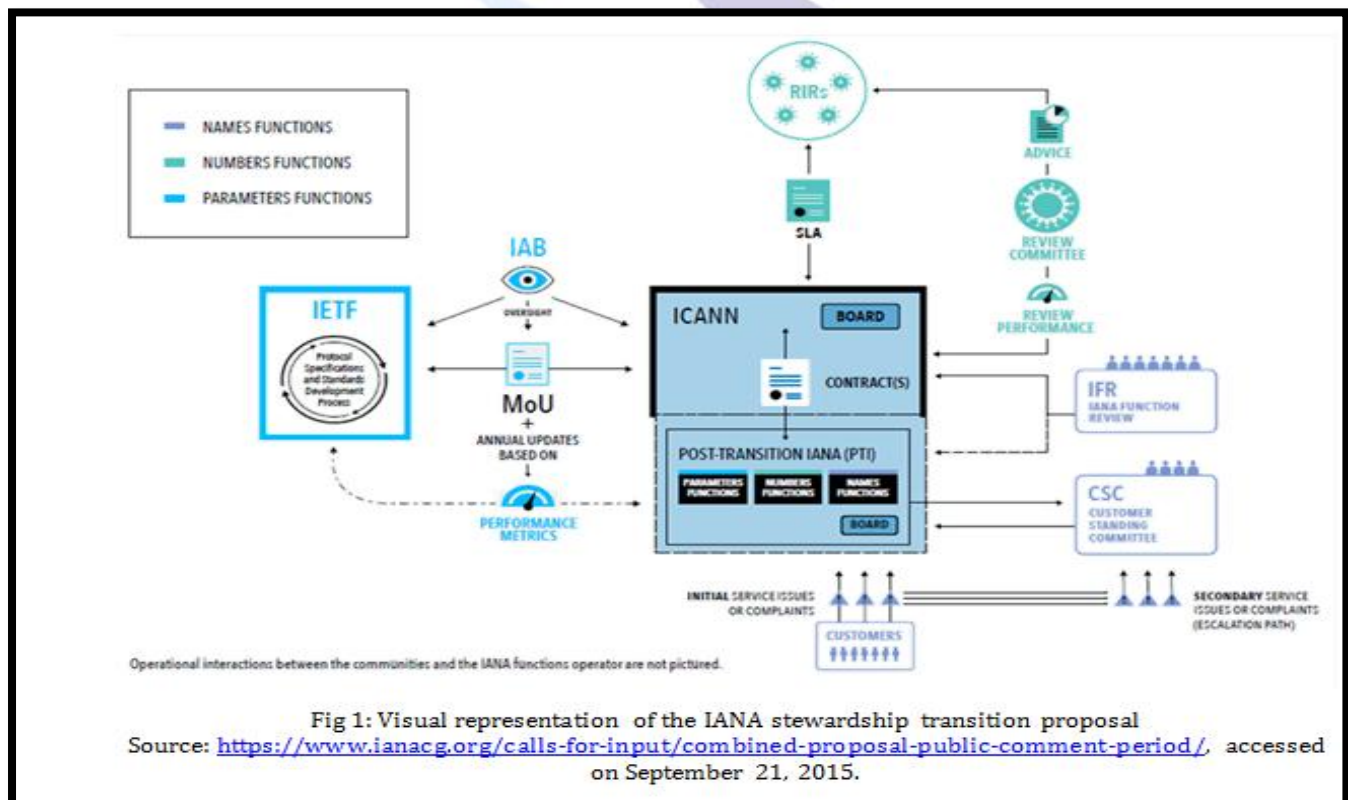 NAMES FUNCTIONS
NUMBERS FUNCTIONS
PARAMETERS FUNCTIONS
RIRs
ADVICE
SLA
REVIEW
COMMITTEE
REVIEW
PERFORMANCE
IAB
OVERSIGHT
IETF
Protocol
Specifications
and Standards
Development
Process
MoU
+
ANNUAL UPDATES
BASED ON
PERFORMANCE
METRICS
ICANN
BOARD
CONTRACT(S)
POST-TRANSITION IANA (PTI)
PARAMETERS
FUNCTIONS
NUMBERS
FUNCTIONS
NAMES
FUNCTIONS
BOARD
IFR
IANA FUNCTION
REVIEW
CSC
CUSTOMER
STANDING
COMMITTEE
INITIAL SERVICE ISSUES
OR COMPLAINTS
CUSTOMERS
SECONDARY SERVICE
ISSUES OR COMPLAINTS
(ESCALATION PATH)
Operational interactions between the communities and the IANA functions operator are not pictured.
Fig 1: Visual representation of the IANA stewardship transition proposal
Source: https://www.ianacg.org/calls-for-input/combined-proposal-public-comment-period/, accessed
on September 21, 2015.